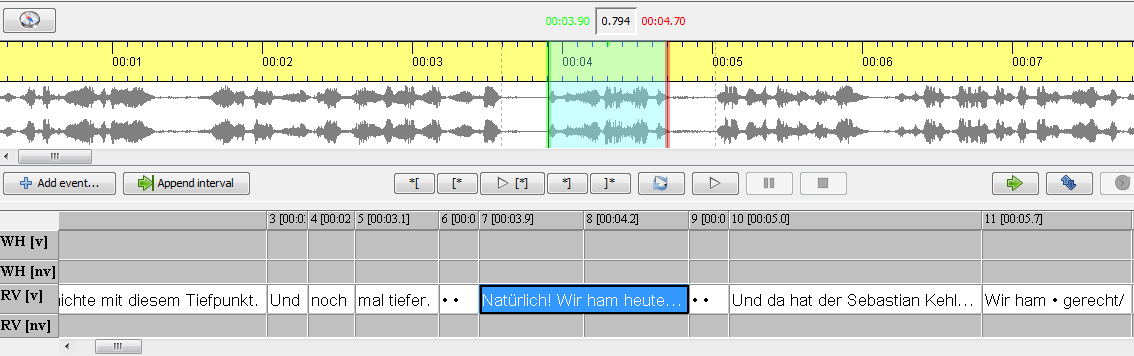 00:03.90 0.794 00:04.70
00:01 00:02 00:03 00:04 00:05 00:06 00:07
Add event... Append interval *[ [* [*] *] ]*
3 [00:0 4 [00:02 5 [00:03.1] 6 [00:0 7 [00:03.9] 8 [00:04.2] 9 [00:0 10 [00:05.0] 11 [00:05.7]
WH [v]
WH [nv]
RV [v] ichte mit diesem Tiefpunkt. Und noch mal tiefer. • • Natürlich! Wir ham heute... • • Und da hat der Sebastian Kehl... Wir ham • gerecht/
RV [nv]